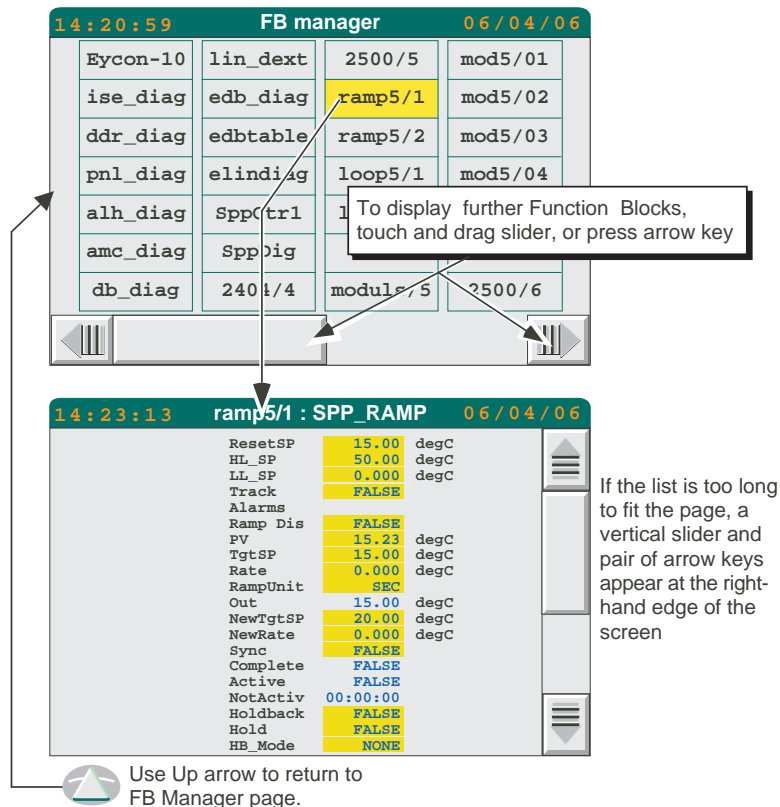 14:20:59 FB manager 06/04/06
Eycon-10 lin_dext 2500/5 mod5/01
ise_diag edb_diag ramp5/1 mod5/02
ddr_diag edbtable ramp5/2 mod5/03
pnl_diag elindiag loop5/1 mod5/04
alh_diag SppCtr1
amc_diag SppDig
db_diag 2404/4 moduls/5 2500/6
To display further Function Blocks,
touch and drag slider, or press arrow key
14:23:13 ramp5/1 : SPP_RAMP 06/04/06
ResetSP 15.00 degC
HL_SP 50.00 degC
LL_SP 0.000 degC
Track FALSE
Alarms
Ramp Dis FALSE
PV 15.23 degC
TgtSP 15.00 degC
Rate 0.000 degC
RampUnit SEC
Out 15.00 degC
NewTgtSP 20.00 degC
NewRate 0.000 degC
Sync FALSE
Complete FALSE
Active FALSE
NotActiv 00:00:00
Holdback FALSE
Hold FALSE
HB_Mode NONE
If the list is too long
to fit the page, a
vertical slider and
pair of arrow keys
appear at the right-
hand edge of the
screen
Use Up arrow to return to
FB Manager page.